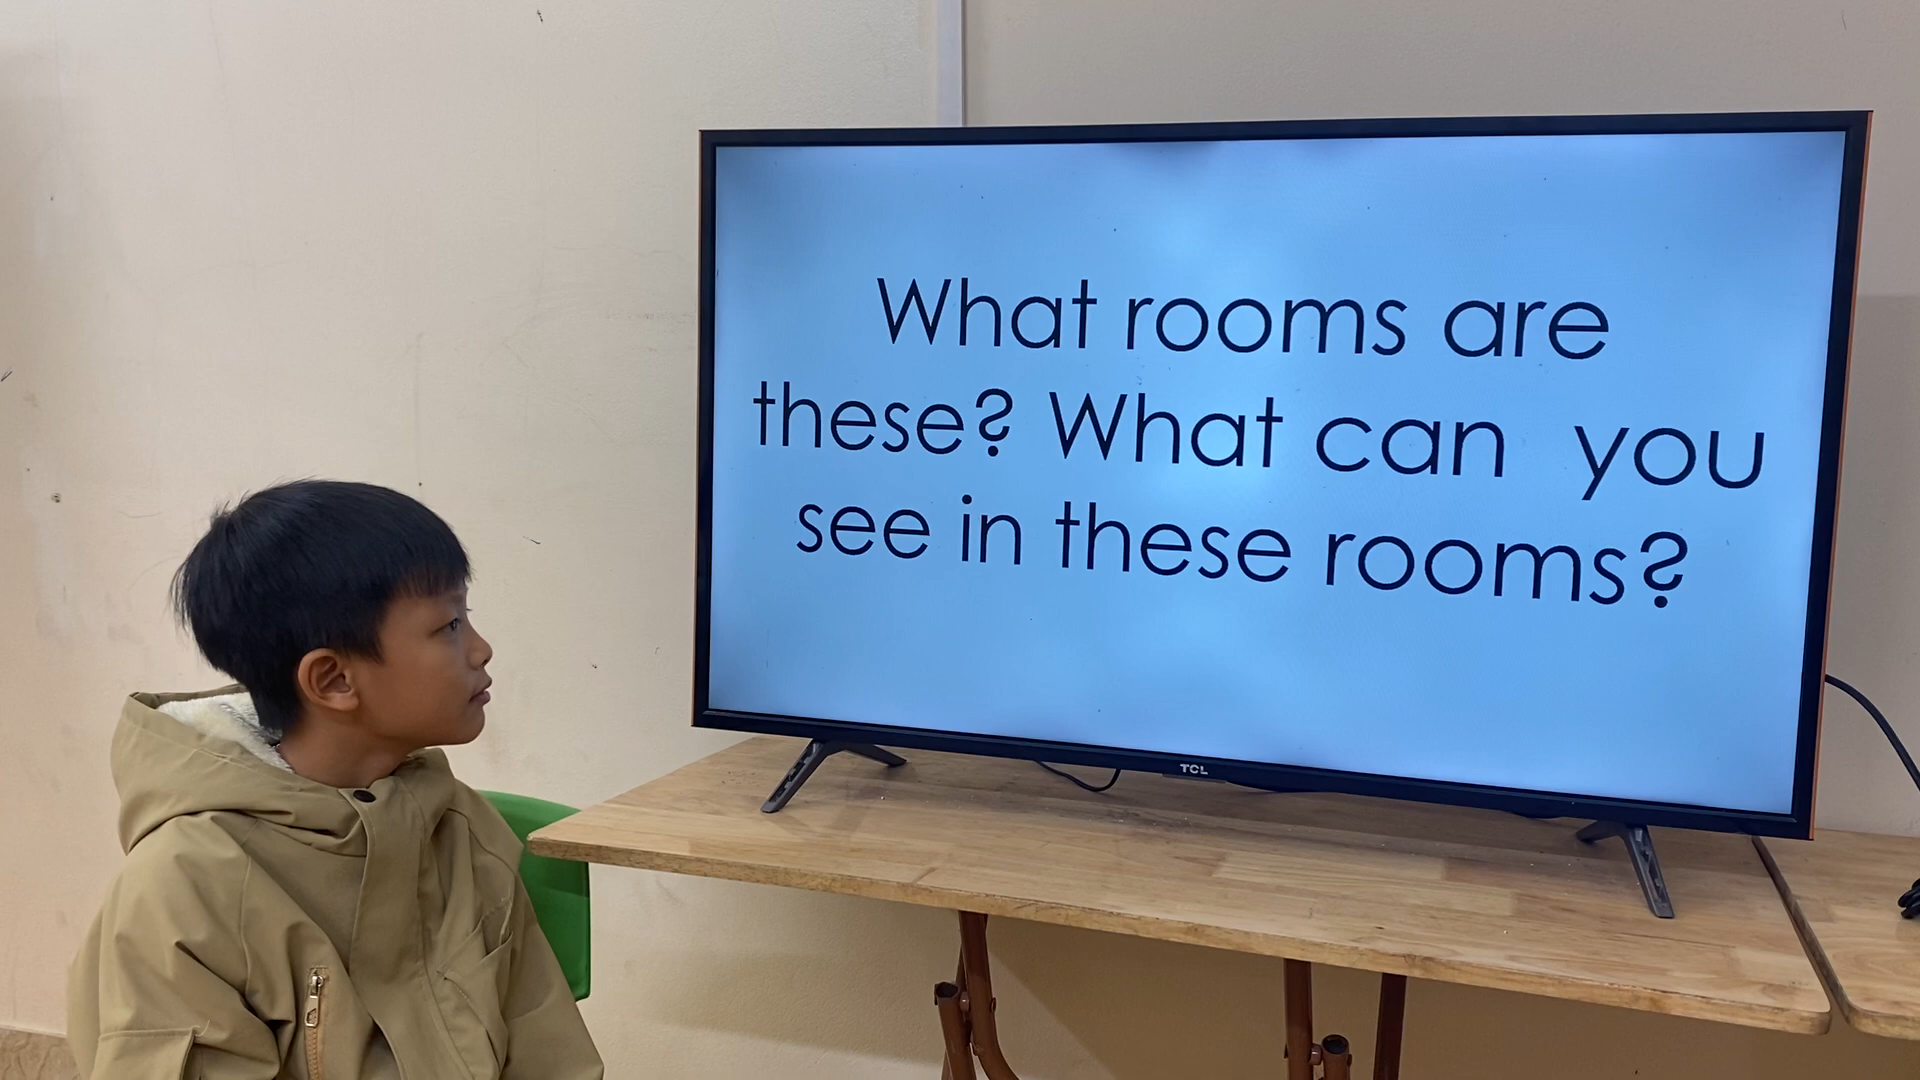 What rooms are
these? What can you
see in these rooms?
TCL